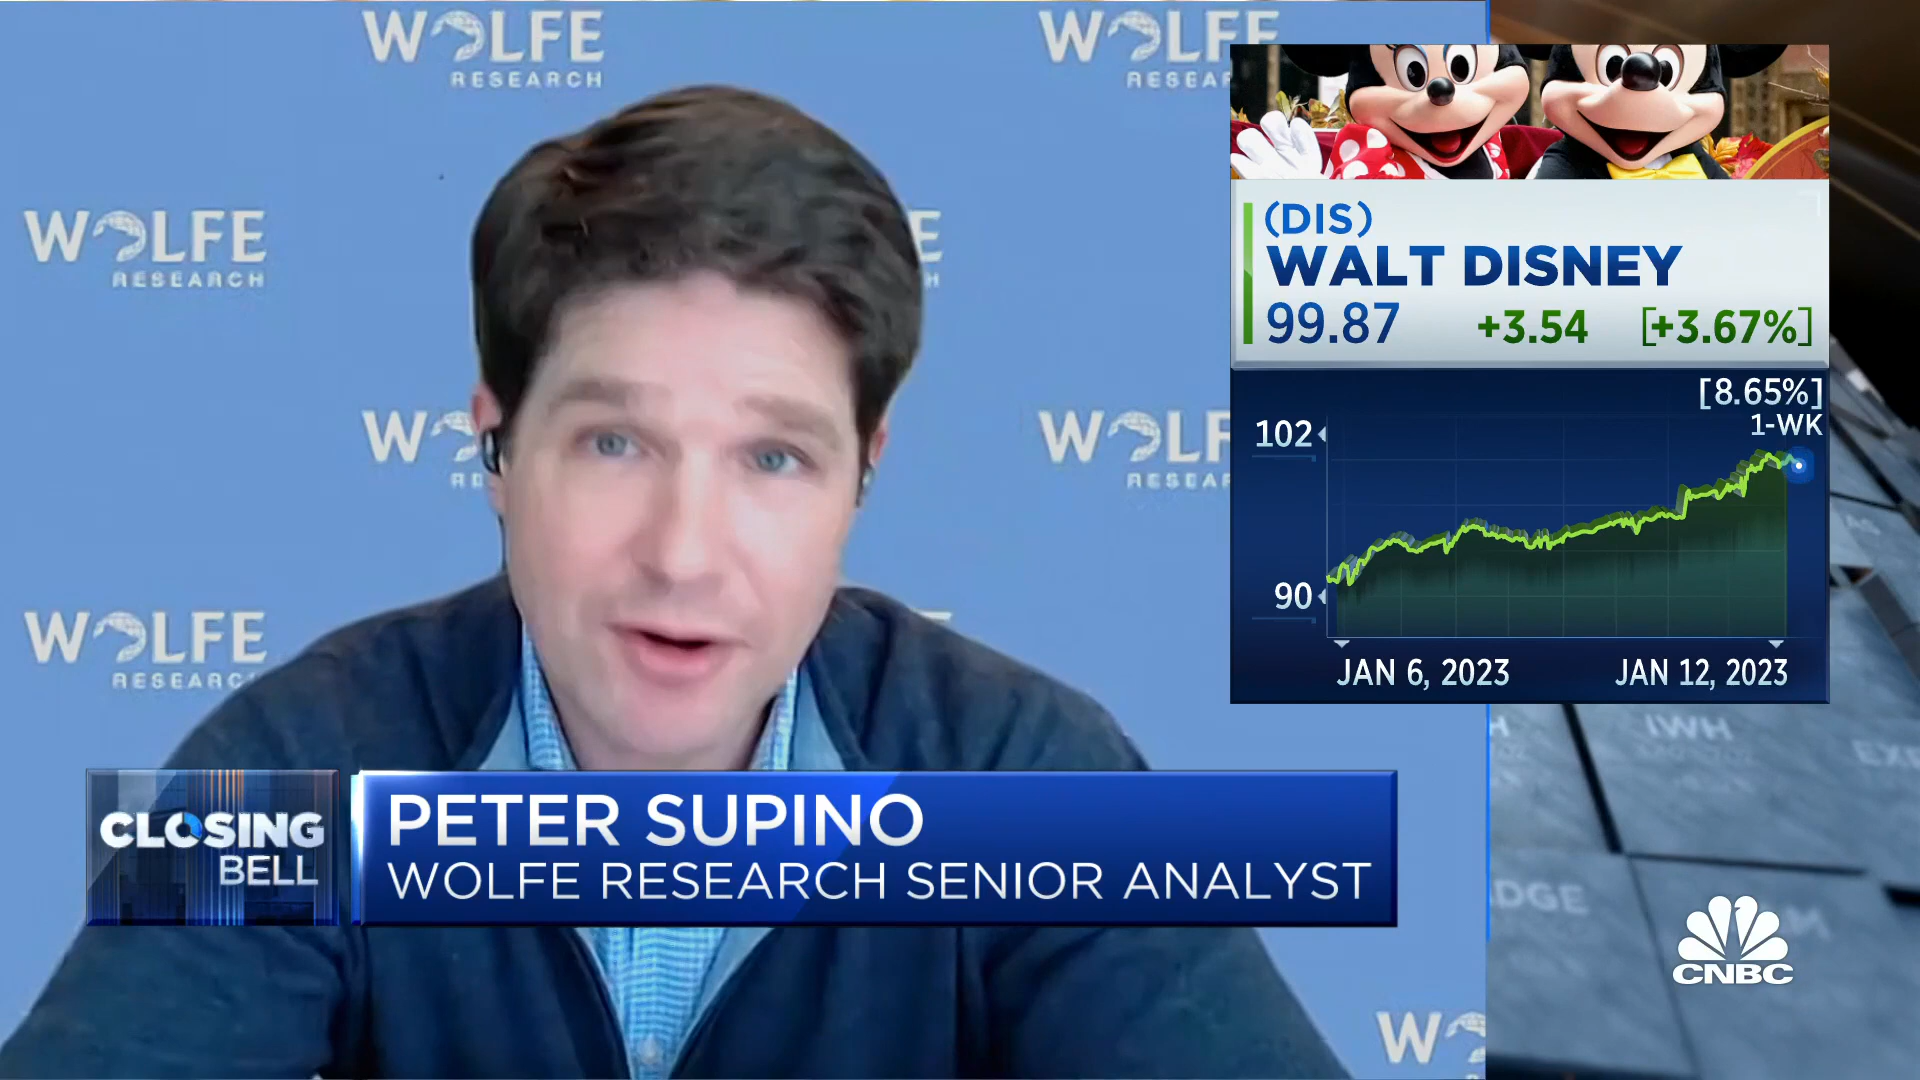 WOLFE
RESEARCH
WOLFE
WOLFE
RESEARCH
WOLFE
RESEARCH
(DIS)
WALT DISNEY
99.87 +3.54 [+3.67%]
[8.65%]
1-WK
102
90
JAN 6, 2023 JAN 12, 2023
IWH
CLOSING
BELL
PETER SUPINO
WOLFE RESEARCH SENIOR ANALYST
CNBC